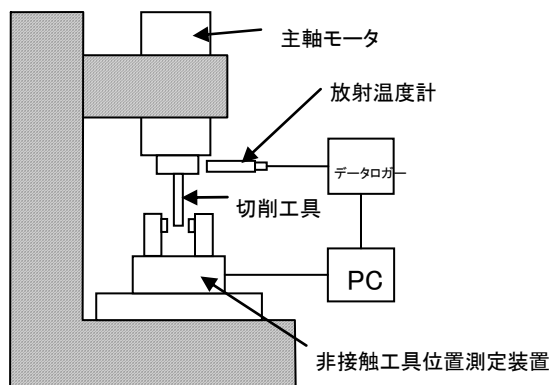 主軸モータ
放射温度計
データロガー
切削工具
PC
非接触工具位置測定装置